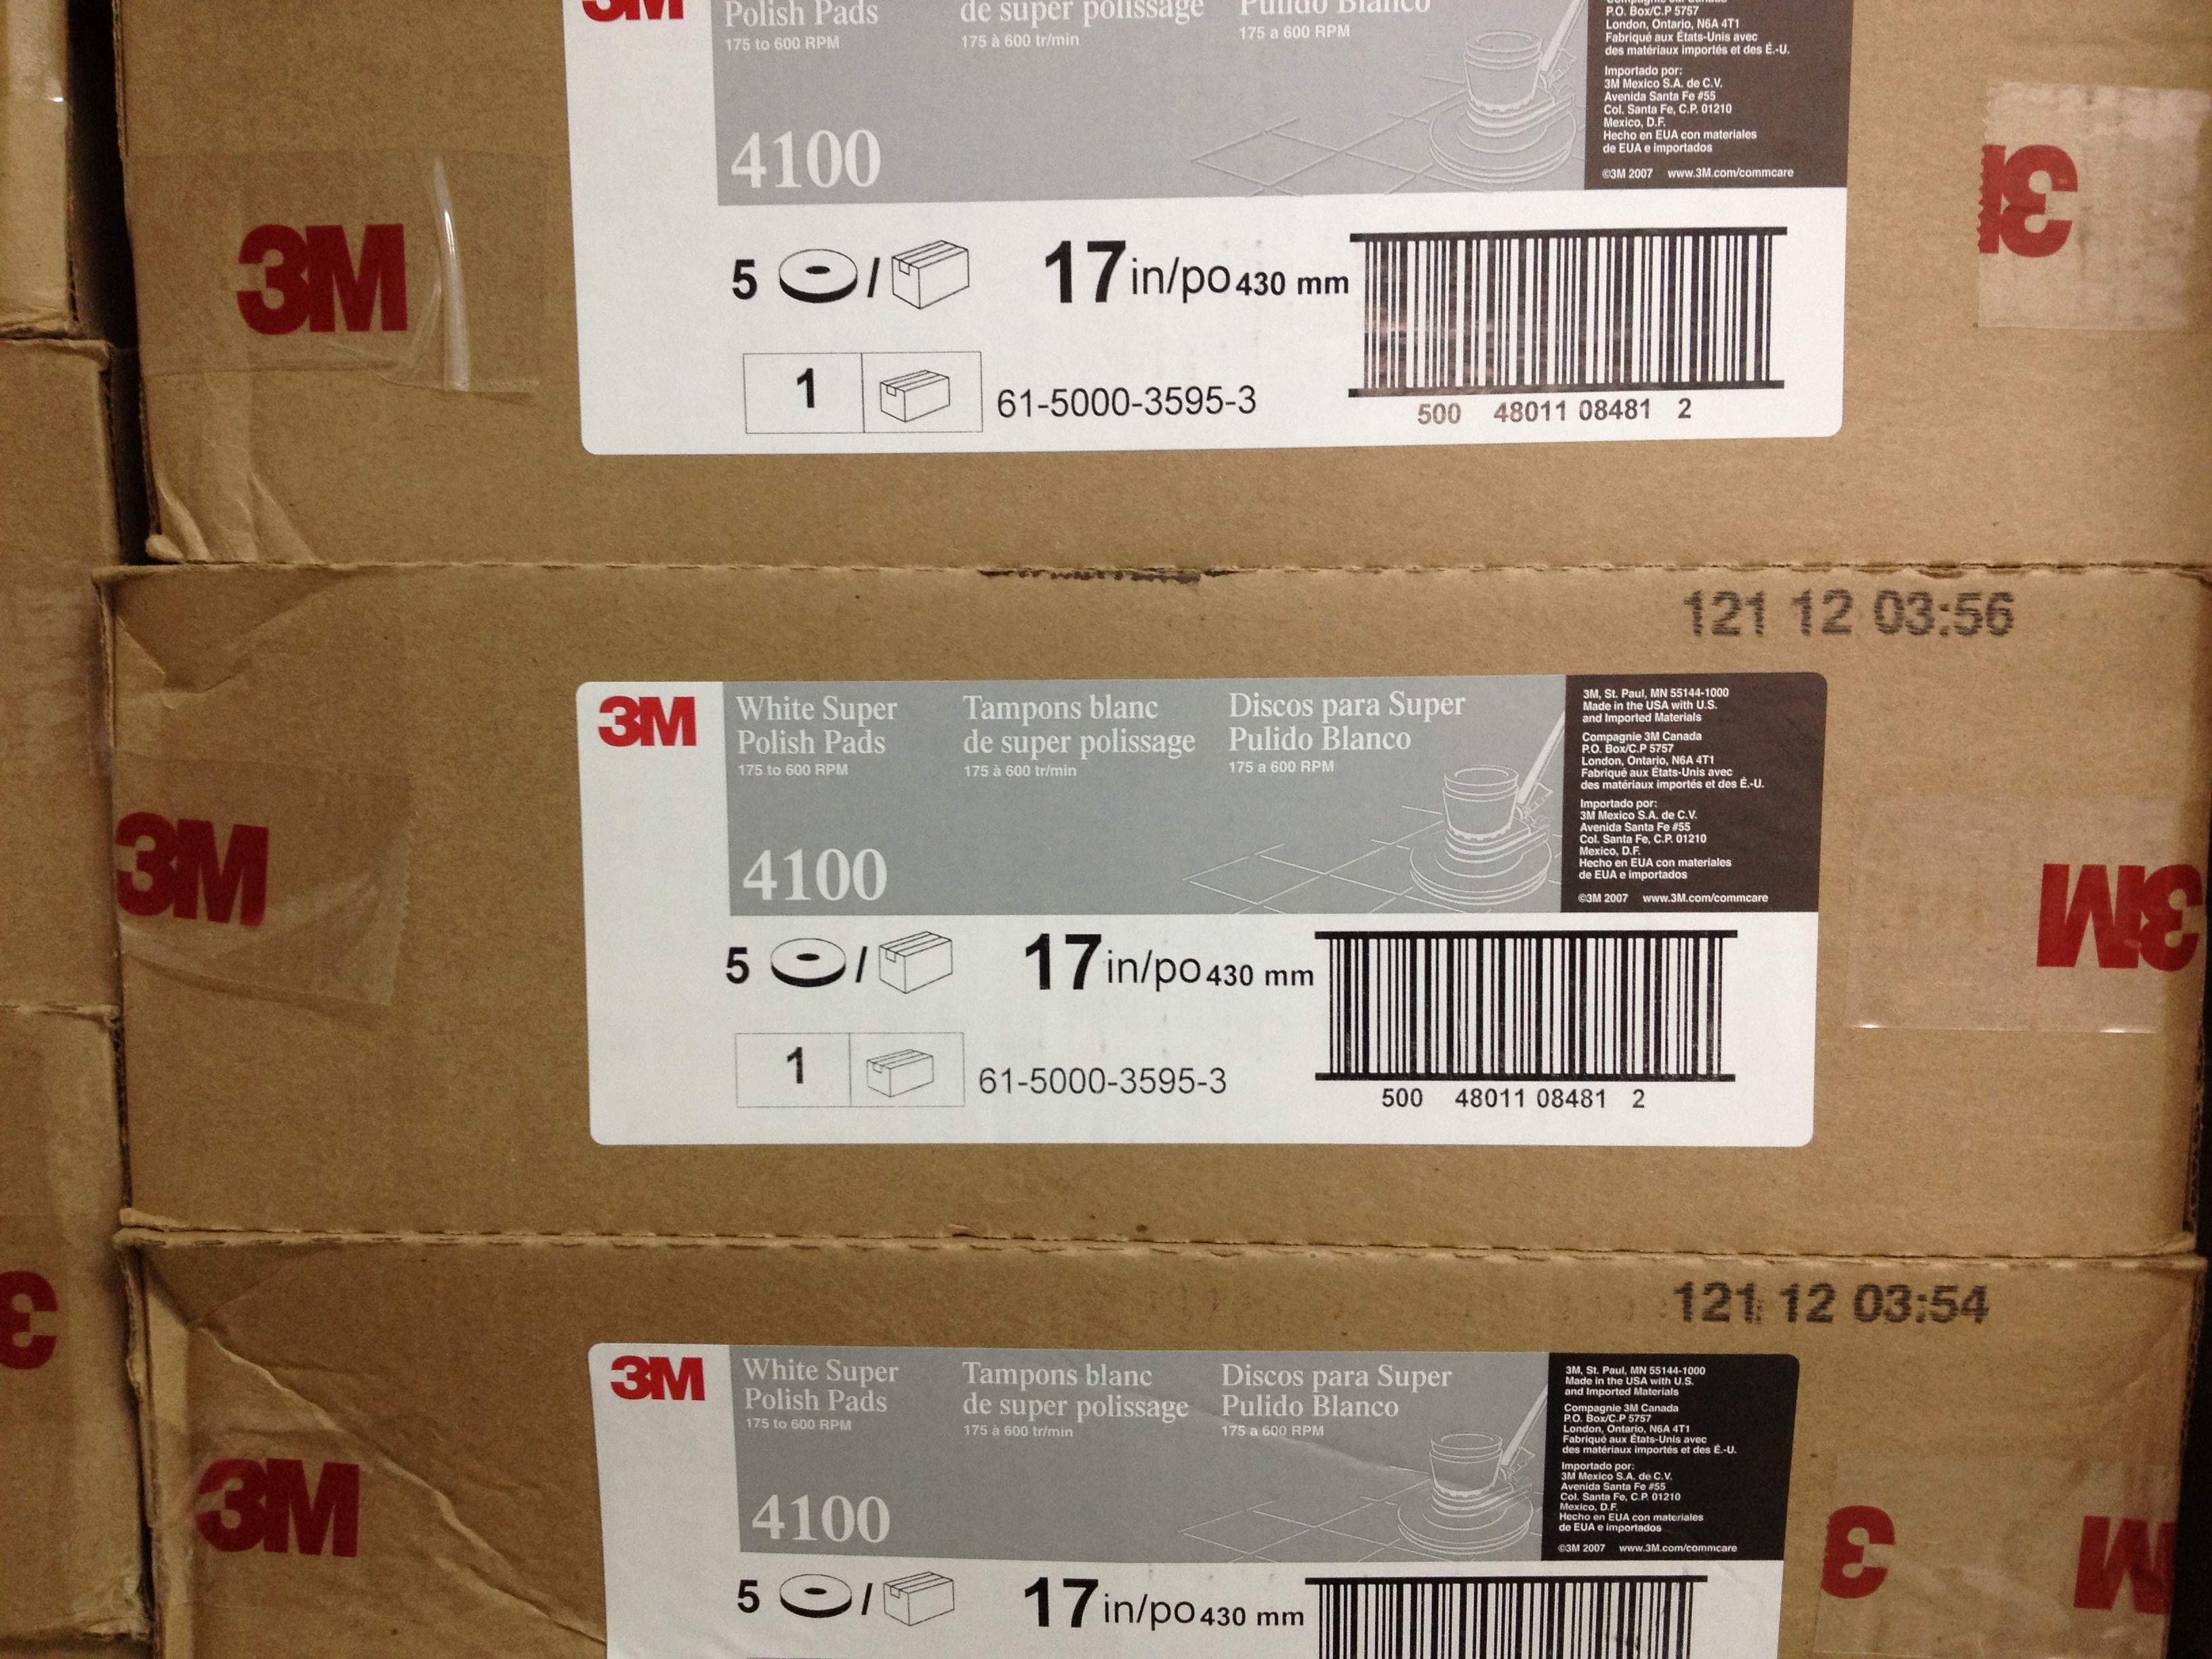 3M
Polish Pads
175 to 600 RPM
de super polissage
175 à 600 tr/min
Pulido Blanco
175 a 600 RPM
4100
P.O. Box/C.P 5757
London, Ontario, N6A 4T1
Fabriqué aux États-Unis avec
des matériaux importés et des É.-U.
Importado por:
3M Mexico S.A. de C.V.
Avenida Santa Fe #55
Col. Santa Fe, C.P. 01210
Mexico, D.F.
Hecho en EUA con materiales
de EUA e importados
©3M 2007 www.3M.com/commcare
3M
5 / 17 in/po 430 mm
1 61-5000-3595-3
500 48011 08481 2
121 12 03:56
3M
White Super
Polish Pads
175 to 600 RPM
Tampons blanc
de super polissage
175 à 600 tr/min
Discos para Super
Pulido Blanco
175 a 600 RPM
4100
3M, St. Paul, MN 55144-1000
Made in the USA with U.S.
and Imported Materials
Compagnie 3M Canada
P.O. Box/C.P 5757
London, Ontario, N6A 4T1
Fabriqué aux États-Unis avec
des matériaux importés et des É.-U.
Importado por:
3M Mexico S.A. de C.V.
Avenida Santa Fe #55
Col. Santa Fe, C.P. 01210
Mexico, D.F.
Hecho en EUA con materiales
de EUA e importados
©3M 2007 www.3M.com/commcare
3M
3M
5 / 17 in/po 430 mm
1 61-5000-3595-3
500 48011 08481 2
121 12 03:54
3M
White Super
Polish Pads
175 to 600 RPM
Tampons blanc
de super polissage
175 à 600 tr/min
Discos para Super
Pulido Blanco
175 a 600 RPM
4100
3M, St. Paul, MN 55144-1000
Made in the USA with U.S.
and Imported Materials
Compagnie 3M Canada
P.O. Box/C.P 5757
London, Ontario, N6A 4T1
Fabriqué aux États-Unis avec
des matériaux importés et des É.-U.
Importado por:
3M Mexico S.A. de C.V.
Avenida Santa Fe #55
Col. Santa Fe, C.P. 01210
Mexico, D.F.
Hecho en EUA con materiales
de EUA e importados
©3M 2007 www.3M.com/commcare
3M
3 M
5 / 17 in/po 430 mm